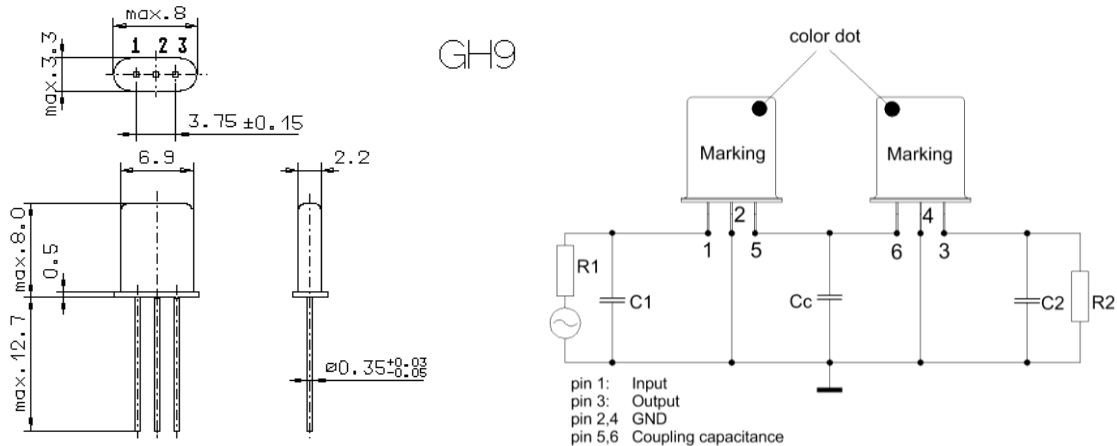 max.8
1 2 3
max.3.3
3.75 ±0.15
6.9
2.2
max.8.0
0.5
max.12.7
⌀0.35+0.03-0.05
GH9
color dot
Marking
Marking
2
4
1
5
6
3
R1
C1
Cc
C2
R2
pin 1: Input
pin 3: Output
pin 2,4 GND
pin 5,6 Coupling capacitance